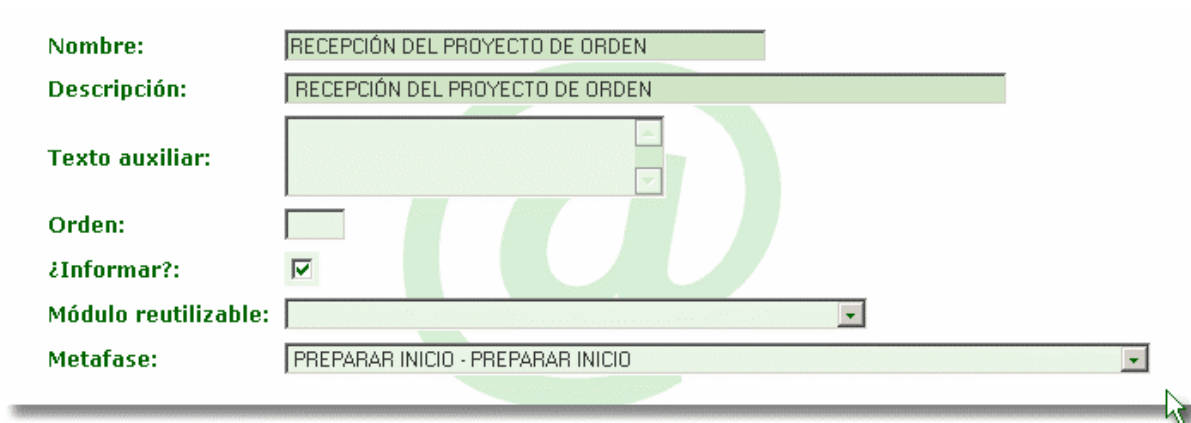 Nombre: RECEPCIÓN DEL PROYECTO DE ORDEN
Descripción: RECEPCIÓN DEL PROYECTO DE ORDEN
Texto auxiliar:
Orden:
¿Informar?:
Módulo reutilizable:
Metafase: PREPARAR INICIO - PREPARAR INICIO